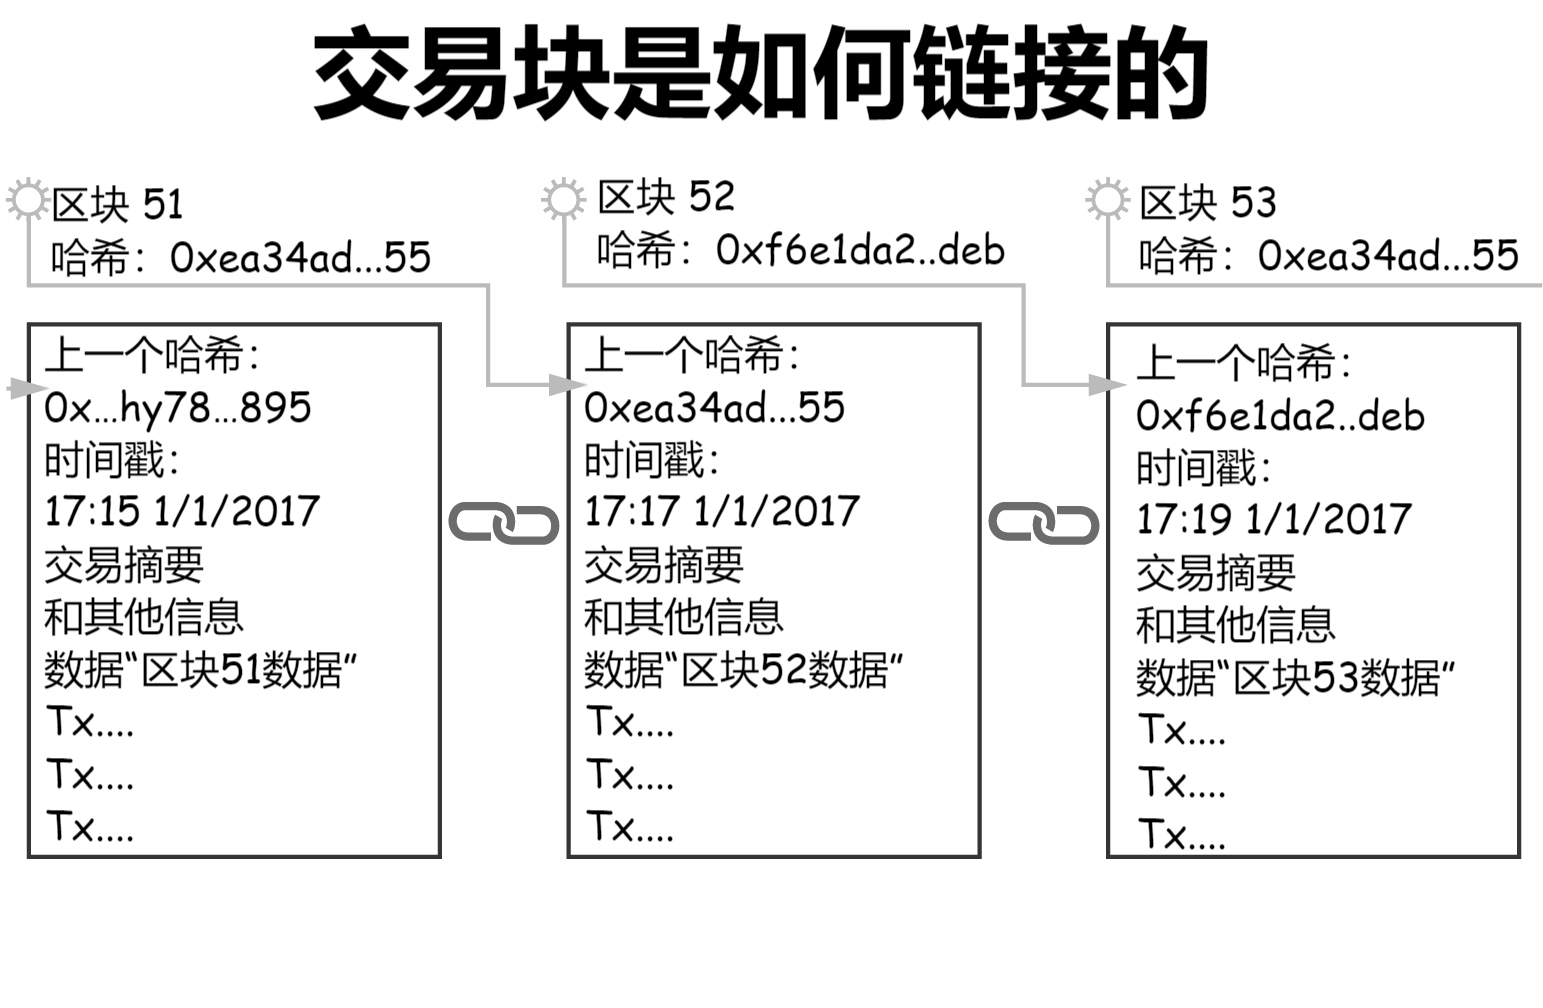 交易块是如何链接的
区块 51
哈希：0xea34ad...55
上一个哈希：
0x...hy78...895
时间戳：
17:15 1/1/2017
交易摘要
和其他信息
数据“区块51数据”
Tx....
Tx....
Tx....
区块 52
哈希：0xf6e1da2..deb
上一个哈希：
0xea34ad...55
时间戳：
17:17 1/1/2017
交易摘要
和其他信息
数据“区块52数据”
Tx....
Tx....
Tx....
区块 53
哈希：0xea34ad...55
上一个哈希：
0xf6e1da2..deb
时间戳：
17:19 1/1/2017
交易摘要
和其他信息
数据“区块53数据”
Tx....
Tx....
Tx....